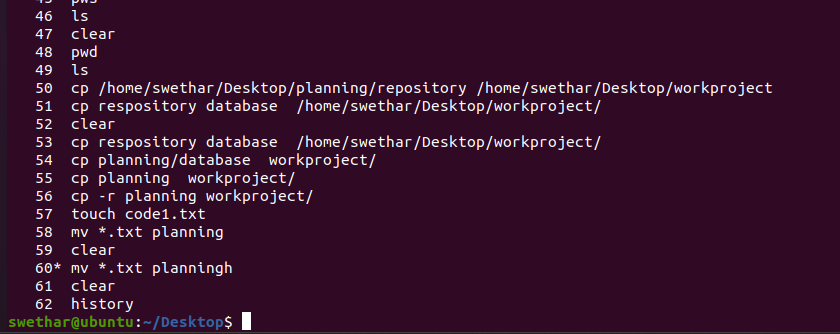 46 ls
47 clear
48 pwd
49 ls
50 cp /home/swethar/Desktop/planning/repository /home/swethar/Desktop/workproject
51 cp respository database  /home/swethar/Desktop/workproject/
52 clear
53 cp respository database  /home/swethar/Desktop/workproject/
54 cp planning/database  workproject/
55 cp planning  workproject/
56 cp -r planning workproject/
57 touch code1.txt
58 mv *.txt planning
59 clear
60* mv *.txt planningh
61 clear
62 history
swethar@ubuntu:~/Desktop$